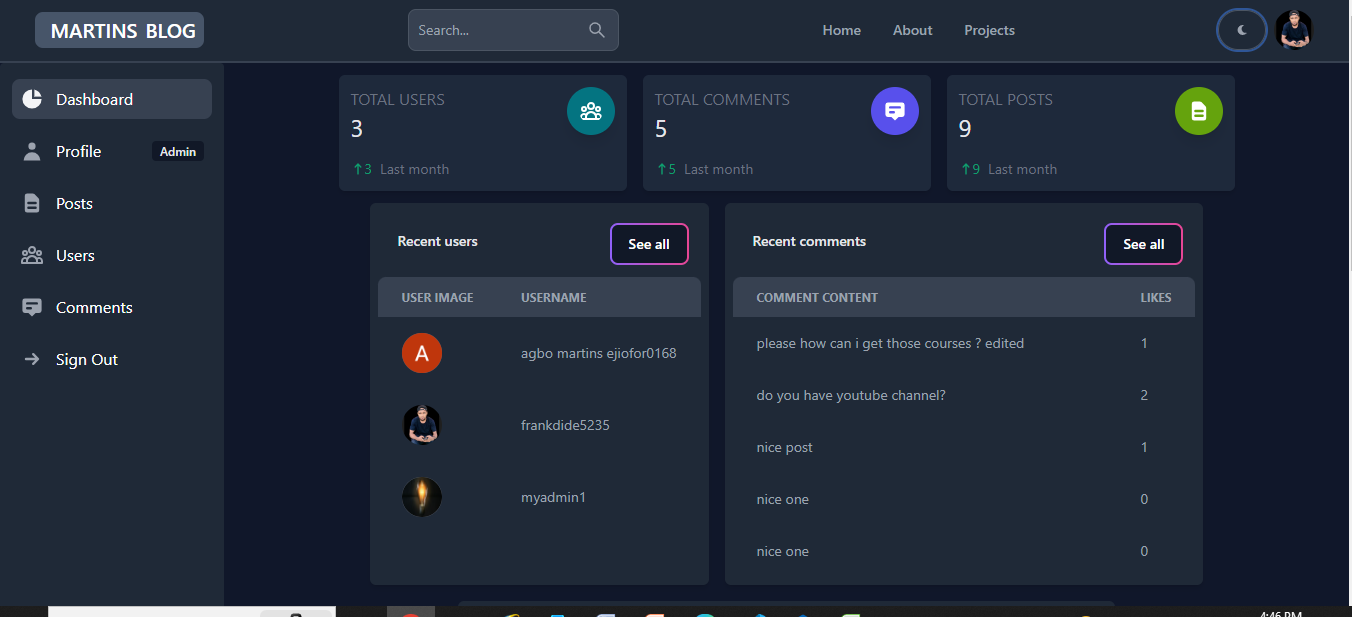 MARTINS BLOG
Search...
Home About Projects
Dashboard
Profile Admin
Posts
Users
Comments
Sign Out
TOTAL USERS
3
↑3 Last month
TOTAL COMMENTS
5
↑5 Last month
TOTAL POSTS
9
↑9 Last month
Recent users See all
USER IMAGE USERNAME
A agbo martins ejiofor0168
frankdide5235
myadmin1
Recent comments See all
COMMENT CONTENT LIKES
please how can i get those courses ? edited 1
do you have youtube channel? 2
nice post 1
nice one 0
nice one 0
4:46 PM